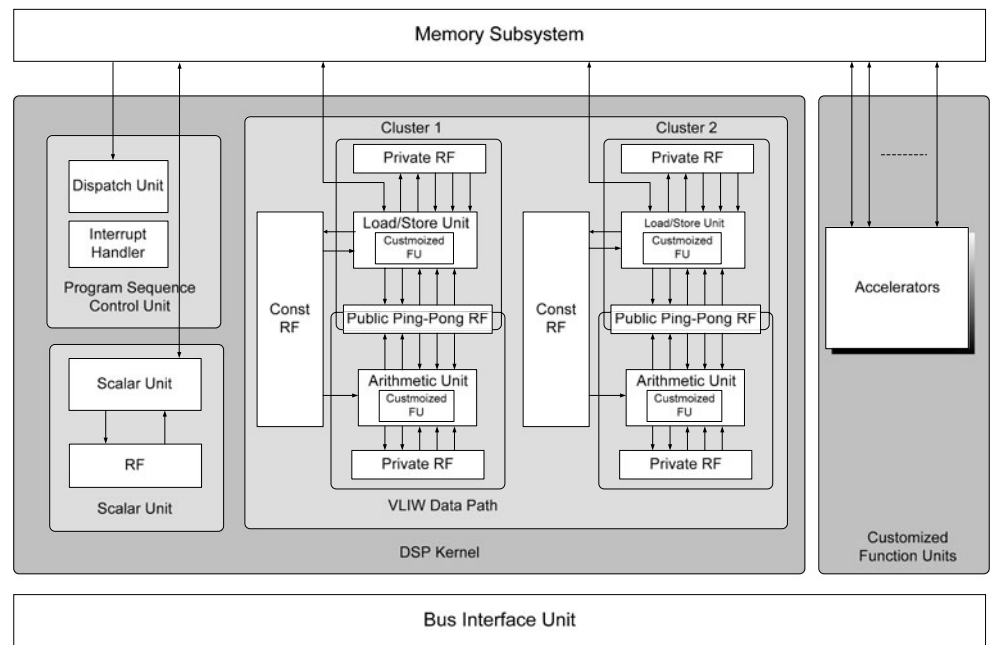 Memory Subsystem
Cluster 1
Cluster 2
Private RF
Private RF
Dispatch Unit
Interrupt
Handler
Program Sequence
Control Unit
Load/Store Unit
Custmoized
FU
Load/Store Unit
Custmoized
FU
Const
RF
Const
RF
Public Ping-Pong RF
Public Ping-Pong RF
Accelerators
Scalar Unit
RF
Scalar Unit
Arithmetic Unit
Custmoized
FU
Arithmetic Unit
Custmoized
FU
Private RF
Private RF
VLIW Data Path
DSP Kernel
Customized
Function Units
Bus Interface Unit